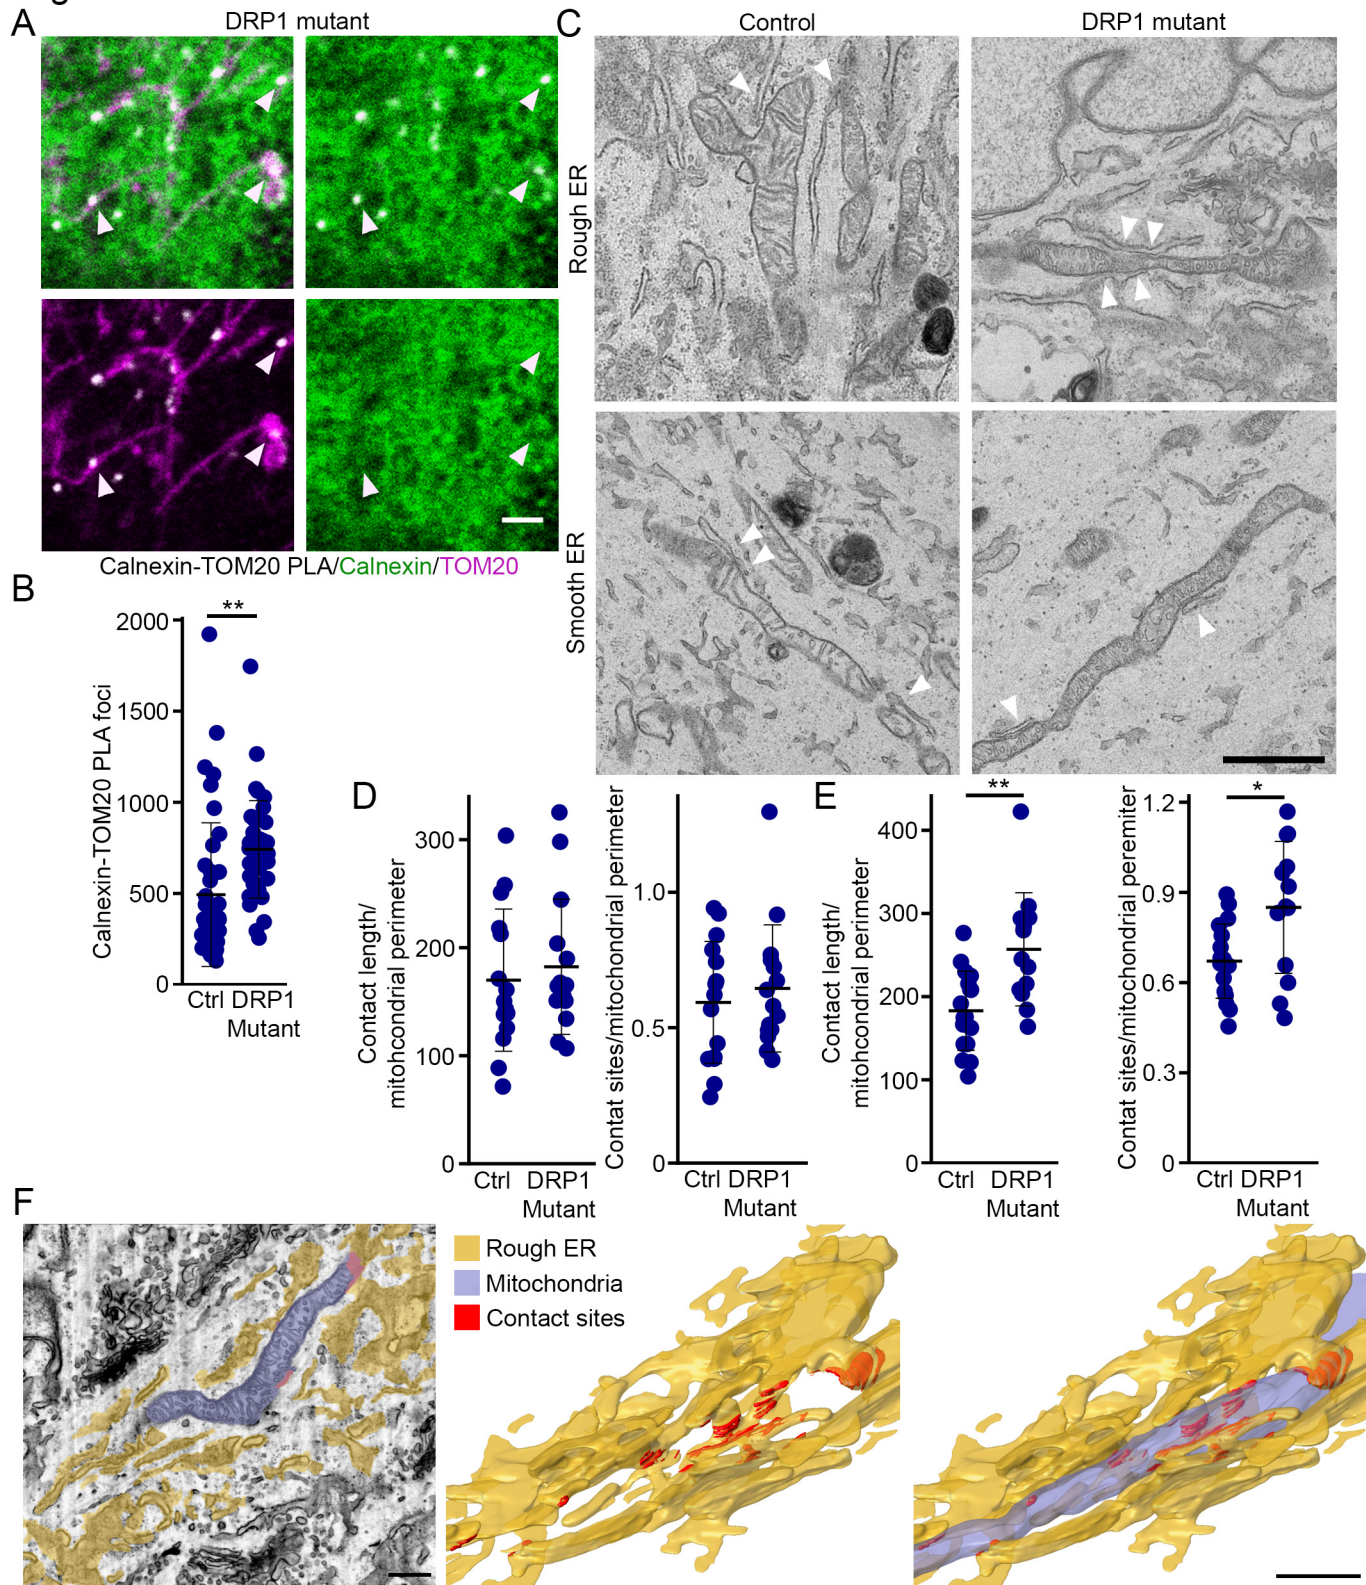 A
DRP1 mutant
Calnexin-TOM20 PLA/Calnexin/TOM20
B
**
Calnexin-TOM20 PLA foci
2000
1500
1000
500
0
Ctrl DRP1
Mutant
C
Control
DRP1 mutant
Rough ER
Smooth ER
D
Contact length/
mitohcondrial perimeter
300
200
100
0
Ctrl DRP1
Mutant
Contat sites/mitochondrial perimeter
1.0
0.5
0
Ctrl DRP1
Mutant
E
**
Contact length/
mitohcondrial perimeter
400
300
200
100
0
Ctrl DRP1
Mutant
*
Contat sites/mitochondrial peremiter
1.2
0.9
0.6
0.3
0
Ctrl DRP1
Mutant
F
Rough ER
Mitochondria
Contact sites